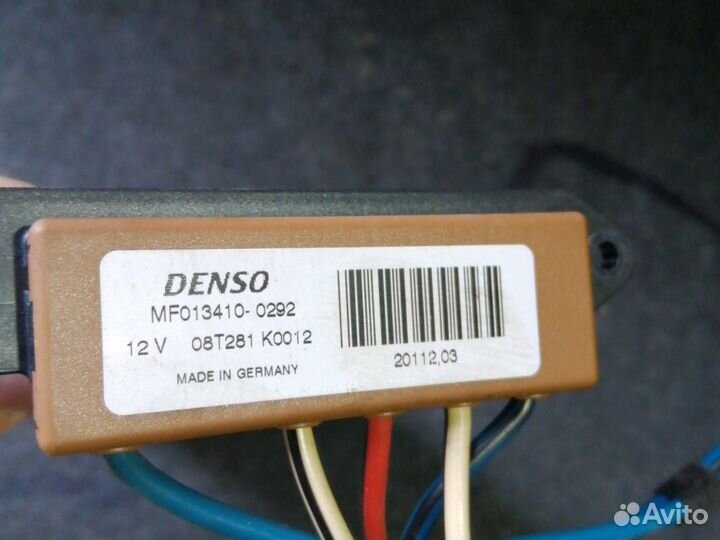 DENSO
MF013410-0292
12 V 08T281 K0012
MADE IN GERMANY
20112,03
Avito